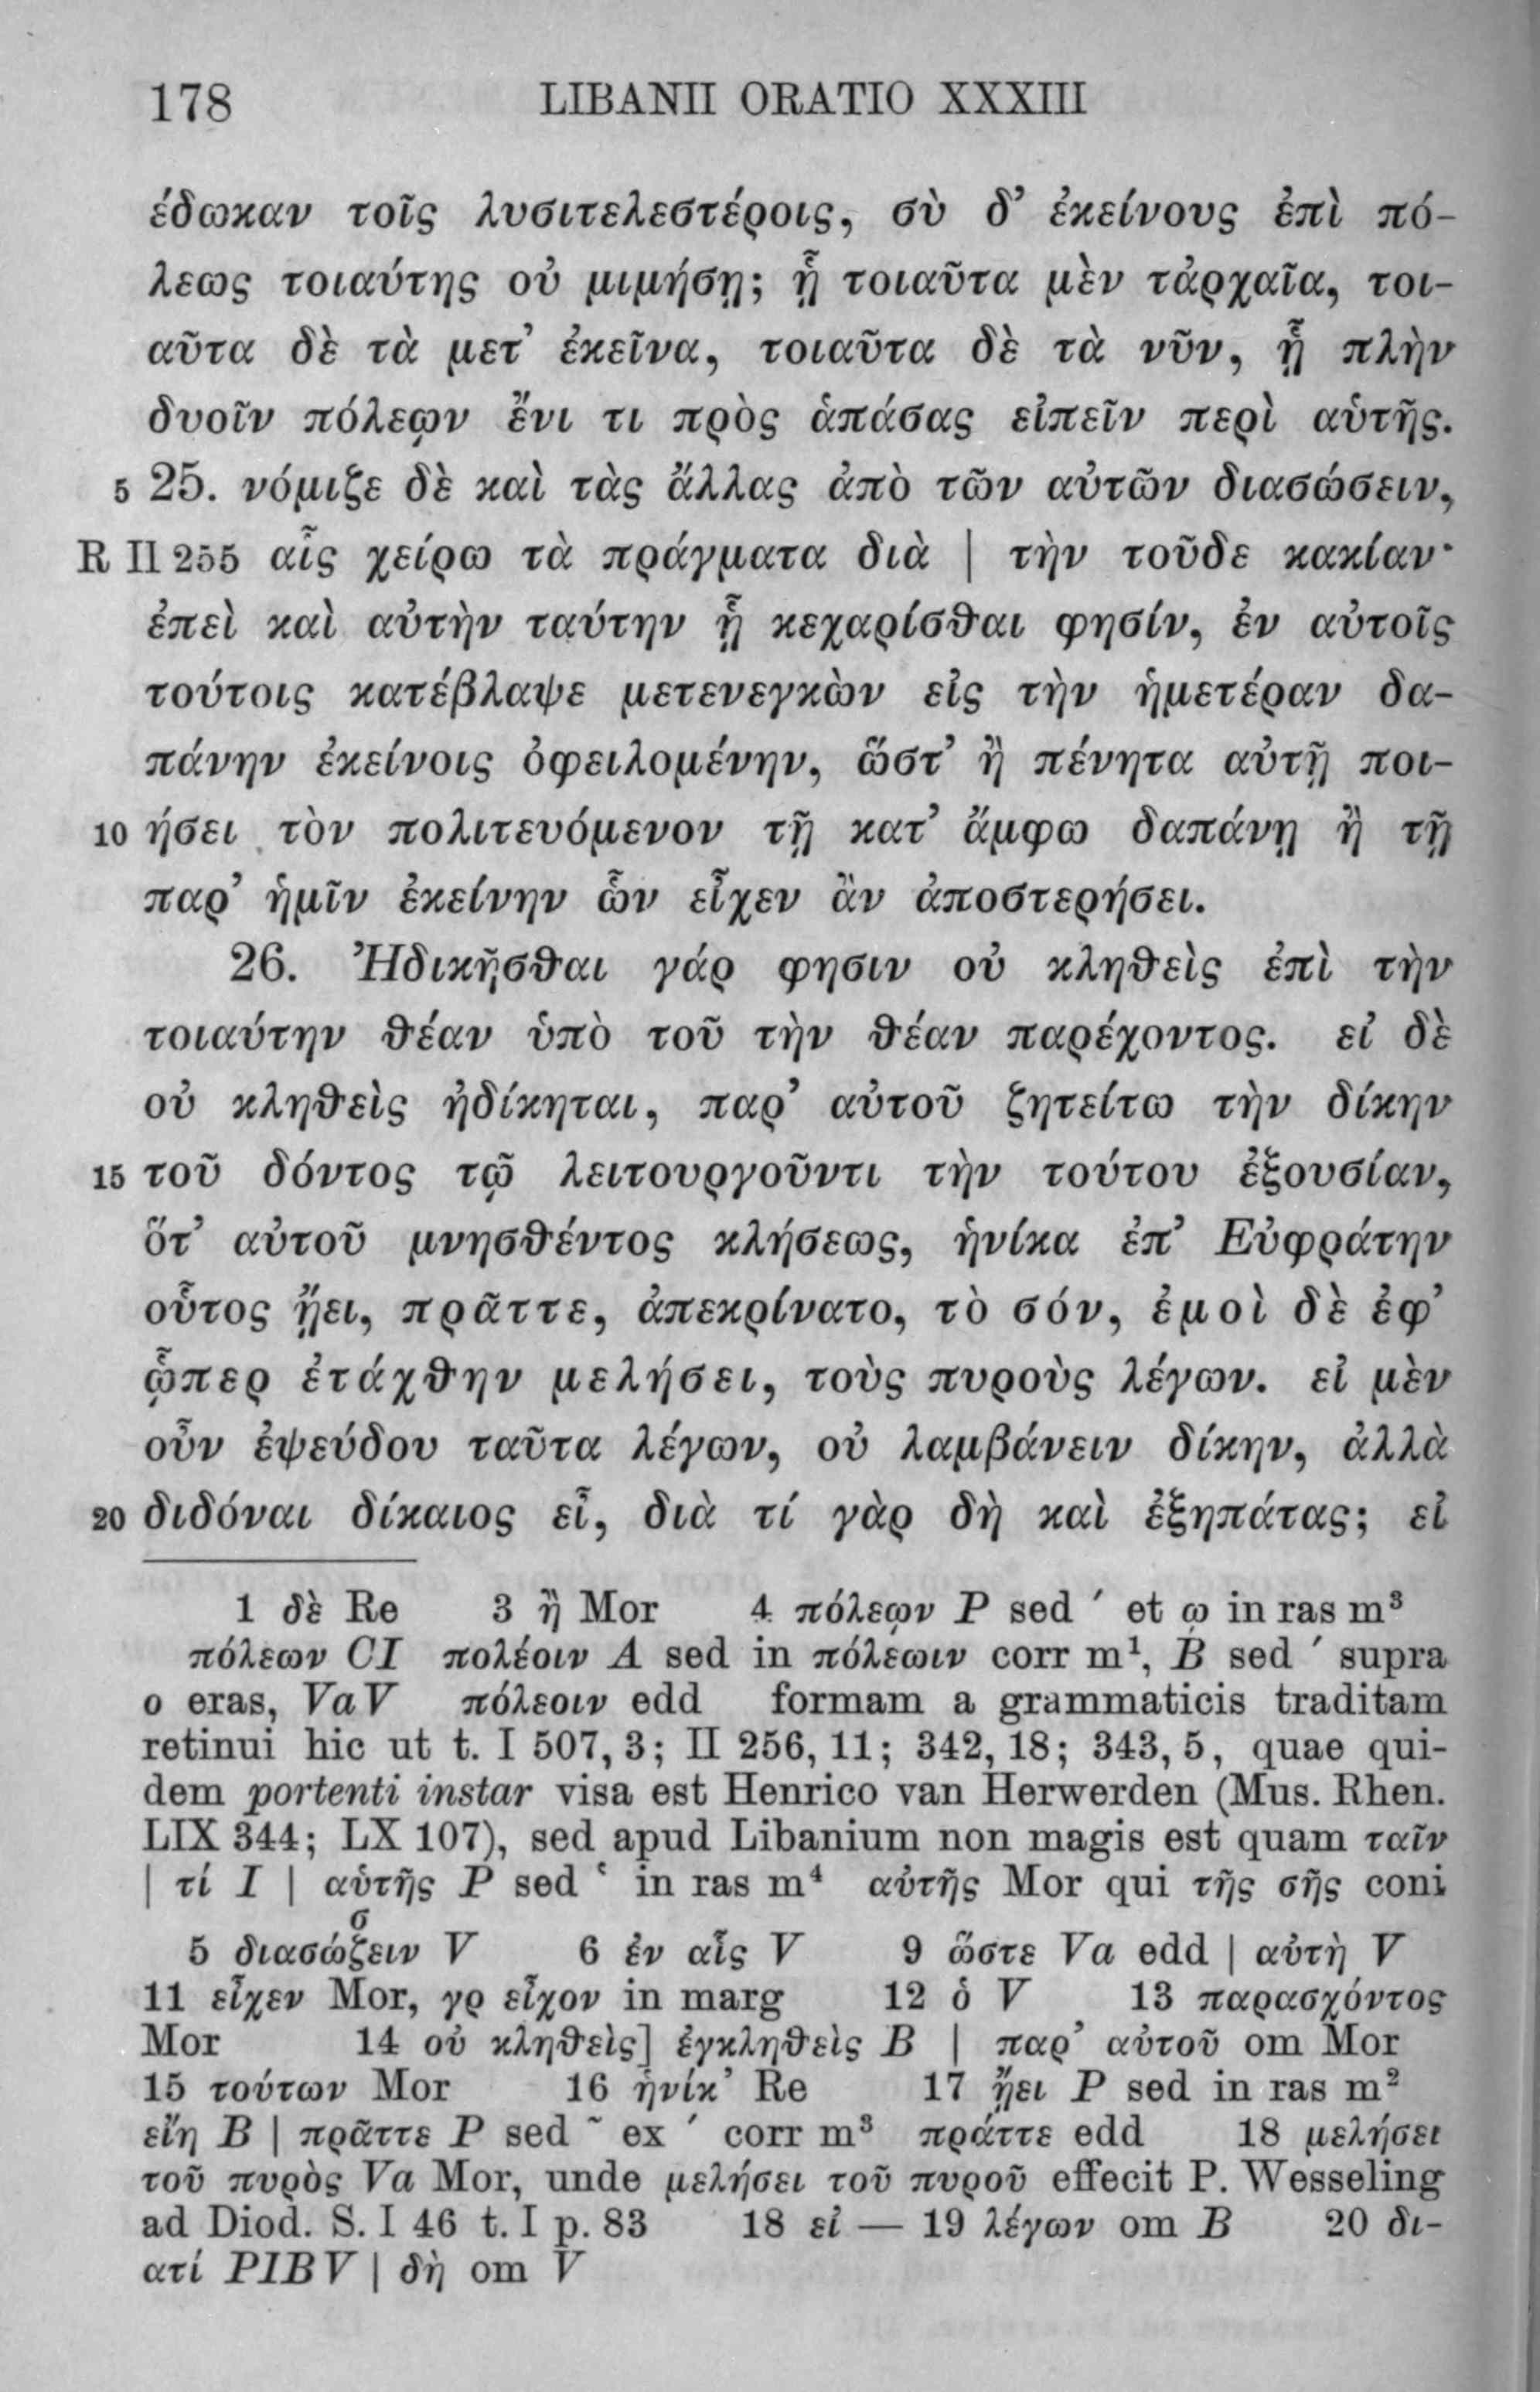 178 LIBANII ORATIO XXXIII
έδωκαν τοῖς λυσιτελεστέροις, σὺ δ’ ἐκείνους ἐπὶ πό-
λεως τοιαύτης οὐ μιμήσῃ; ᾗ τοιαῦτα μὲν τἀρχαῖα, τοι-
αῦτα δὲ τὰ μετ’ ἐκεῖνα, τοιαῦτα δὲ τὰ νῦν, ᾗ πλὴν
δυοῖν πόλεῳν ἔνι τι πρὸς ἁπάσας εἰπεῖν περὶ αὑτῆς.
5 25. νόμιζε δὲ καὶ τὰς ἄλλας ἀπὸ τῶν αὐτῶν διασώσειν,
R II 255 αἷς χείρω τὰ πράγματα διὰ | τὴν τοῦδε κακίαν·
ἐπεὶ καὶ αὐτὴν ταύτην ᾗ κεχαρίσθαι φησίν, ἐν αὐτοῖς
τούτοις κατέβλαψε μετενεγκὼν εἰς τὴν ἡμετέραν δα-
πάνην ἐκείνοις ὀφειλομένην, ὥστ’ ἢ πένητα αὐτῇ ποι-
10 ήσει τὸν πολιτευόμενον τῇ κατ’ ἄμφω δαπάνῃ ἢ τῇ
παρ’ ἡμῖν ἐκείνην ὧν εἶχεν ἂν ἀποστερήσει.
26. Ἠδικῆσθαι γάρ φησιν οὐ κληθεὶς ἐπὶ τὴν
τοιαύτην θέαν ὑπὸ τοῦ τὴν θέαν παρέχοντος. εἰ δὲ
οὐ κληθεὶς ἠδίκηται, παρ’ αὐτοῦ ζητείτω τὴν δίκην
15 τοῦ δόντος τῷ λειτουργοῦντι τὴν τούτου ἐξουσίαν,
ὅτ’ αὐτοῦ μνησθέντος κλήσεως, ἡνίκα ἐπ’ Εὐφράτην
οὗτος ᾔει, πρᾶττε, ἀπεκρίνατο, τὸ σόν, ἐμοὶ δὲ ἐφ’
ᾧπερ ἐτάχθην μελήσει, τοὺς πυροὺς λέγων. εἰ μὲν
οὖν ἐψεύδου ταῦτα λέγων, οὐ λαμβάνειν δίκην, ἀλλὰ
20 διδόναι δίκαιος εἶ, διὰ τί γὰρ δὴ καὶ ἐξηπάτας; εἰ
1 δὲ Re 3 ἢ Mor 4 πόλεῳν P sed ´ et ῳ in ras m³
πόλεων CI πολέοιν A sed in πόλεωιν corr m¹, B sed ´ supra
o eras, VaV πόλεοιν edd formam a grammaticis traditam
retinui hic ut t. I 507, 3; II 256, 11; 342, 18; 343, 5, quae qui-
dem portenti instar visa est Henrico van Herwerden (Mus. Rhen.
LIX 344; LX 107), sed apud Libanium non magis est quam ταῖν
| τί I | αὑτῆς P sed ʽ in ras m⁴ αὐτῆς Mor qui τῆς σῆς coni
σ
5 διασώζειν V 6 ἐν αἷς V 9 ὥστε Va edd | αὐτὴ V
11 εἶχεν Mor, γρ εἶχον in marg 12 ὁ V 13 παρασχόντος
Mor 14 οὐ κληθεὶς] ἐγκληθεὶς B | παρ’ αὐτοῦ om Mor
15 τούτων Mor 16 ἡνίκ’ Re 17 ᾔει P sed in ras m²
εἴη B | πρᾶττε P sed ῀ ex ´ corr m³ πράττε edd 18 μελήσει
τοῦ πυρὸς Va Mor, unde μελήσει τοῦ πυροῦ effecit P. Wesseling
ad Diod. S. I 46 t. I p. 83 18 εἰ — 19 λέγων om B 20 δι-
ατί PIBV | δὴ om V